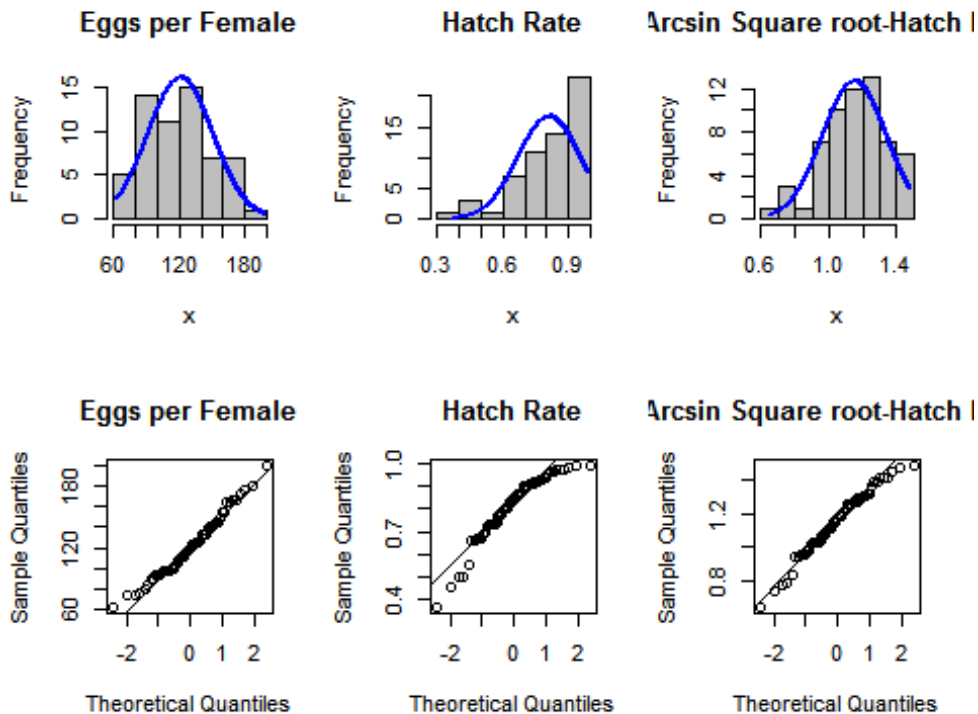 Eggs per Female
Frequency
0 5 10 15
60 120 180
x
Hatch Rate
Frequency
0 5 15
0.3 0.6 0.9
x
Arcsin Square root-Hatch
Frequency
0 4 8 12
0.6 1.0 1.4
x
Eggs per Female
Sample Quantiles
60 120 180
-2 0 1 2
Theoretical Quantiles
Hatch Rate
Sample Quantiles
0.4 0.7 1.0
-2 0 1 2
Theoretical Quantiles
Arcsin Square root-Hatch
Sample Quantiles
0.8 1.2
-2 0 1 2
Theoretical Quantiles